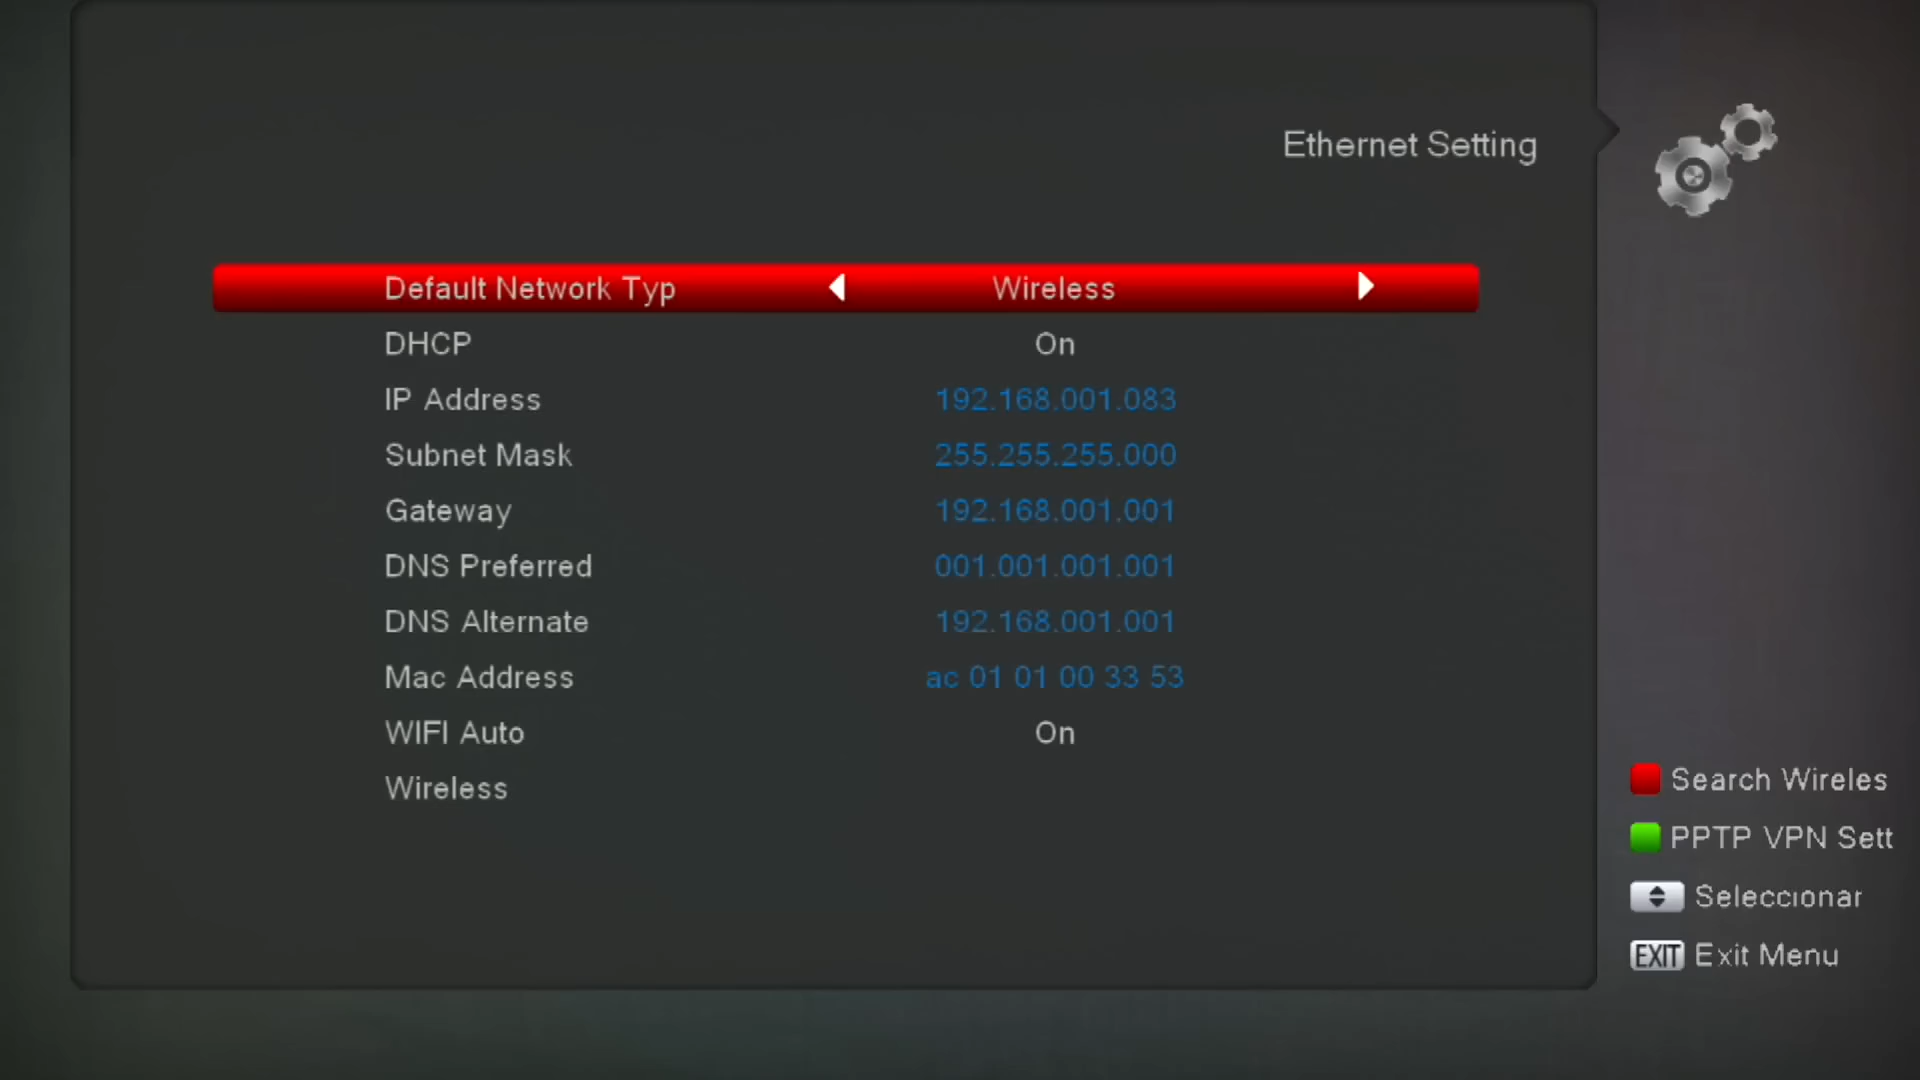 Ethernet Setting
Default Network Typ Wireless
DHCP On
IP Address 192.168.001.083
Subnet Mask 255.255.255.000
Gateway 192.168.001.001
DNS Preferred 001.001.001.001
DNS Alternate 192.168.001.001
Mac Address ac 01 01 00 33 53
WIFI Auto On
Wireless
Search Wireles
PPTP VPN Sett
Seleccionar
EXIT Exit Menu